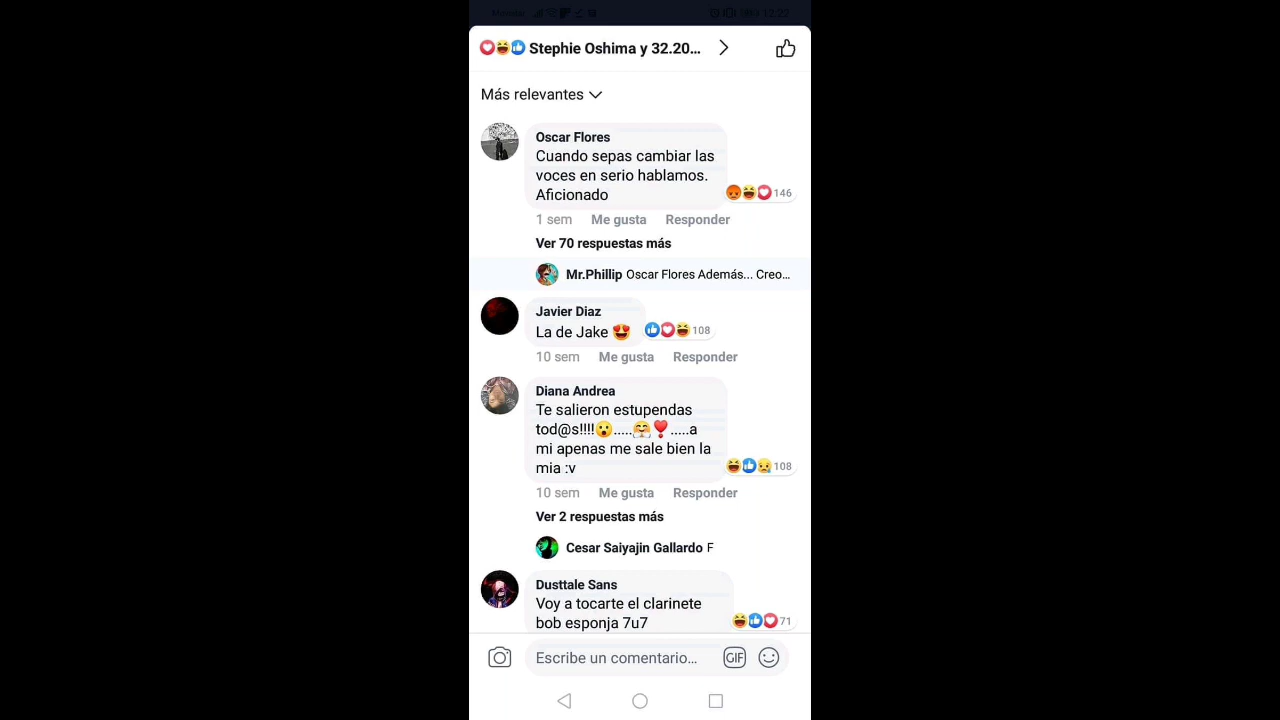 12:22
Stephie Oshima y 32.20...
Más relevantes
Oscar Flores
Cuando sepas cambiar las
voces en serio hablamos.
Aficionado
146
1 sem Me gusta Responder
Ver 70 respuestas más
Mr.Phillip Oscar Flores Además... Creo...
Javier Diaz
La de Jake 😍
108
10 sem Me gusta Responder
Diana Andrea
Te salieron estupendas
tod@s!!!!😮.....🤗❣️.....a
mi apenas me sale bien la
mia :v
108
10 sem Me gusta Responder
Ver 2 respuestas más
Cesar Saiyajin Gallardo F
Dusttale Sans
Voy a tocarte el clarinete
bob esponja 7u7
71
Escribe un comentario... GIF